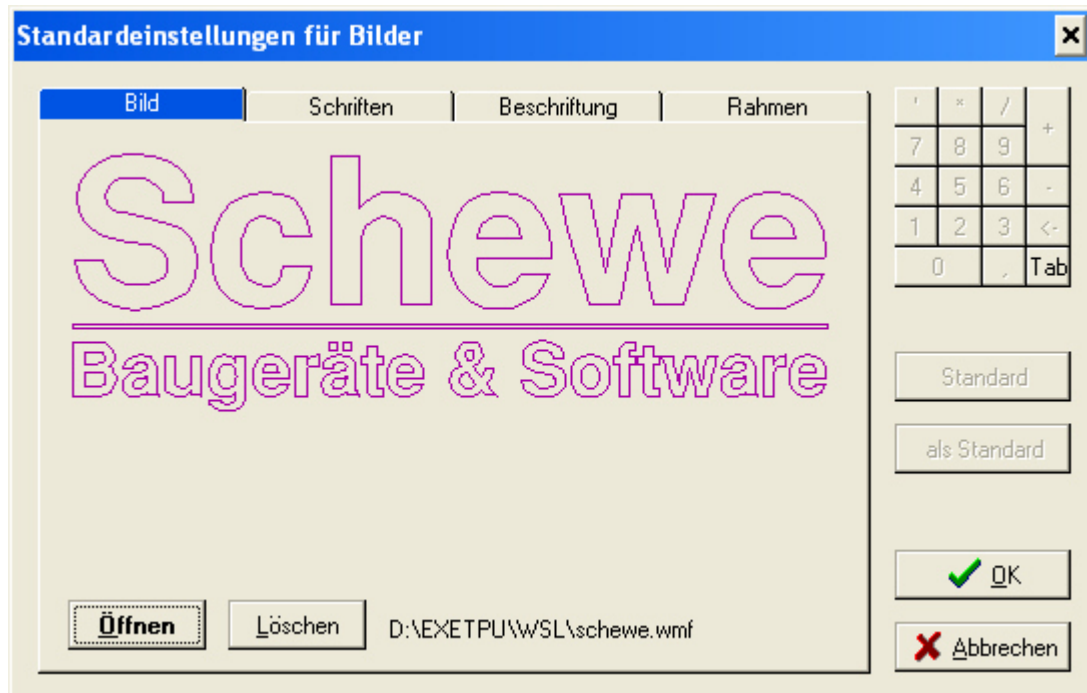 Standardeinstellungen für Bilder
Bild Schriften Beschriftung Rahmen
Schewe
Baugeräte & Software
Öffnen Löschen D:\EXETPU\WSL\schewe.wmf
' * / +
7 8 9
4 5 6 -
1 2 3 <-
0 , Tab
Standard
als Standard
OK
Abbrechen